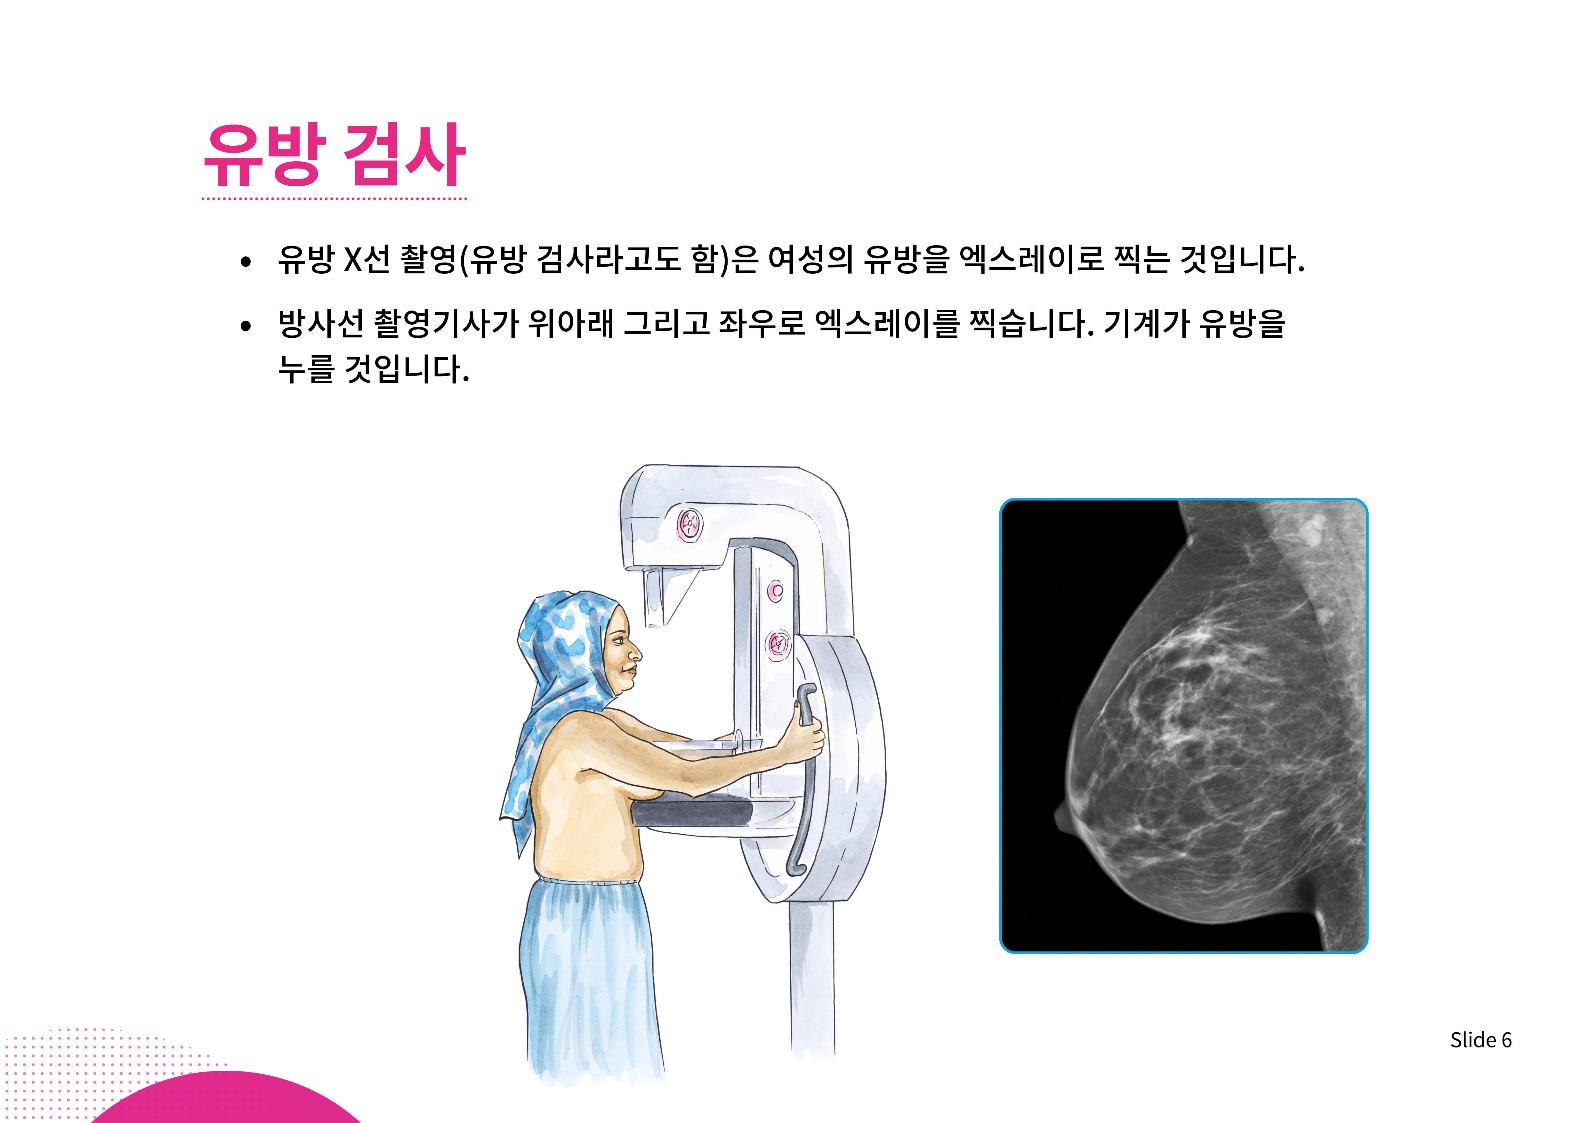 유방 검사
• 유방 X선 촬영(유방 검사라고도 함)은 여성의 유방을 엑스레이로 찍는 것입니다.
• 방사선 촬영기사가 위아래 그리고 좌우로 엑스레이를 찍습니다. 기계가 유방을
누를 것입니다.
Slide 6